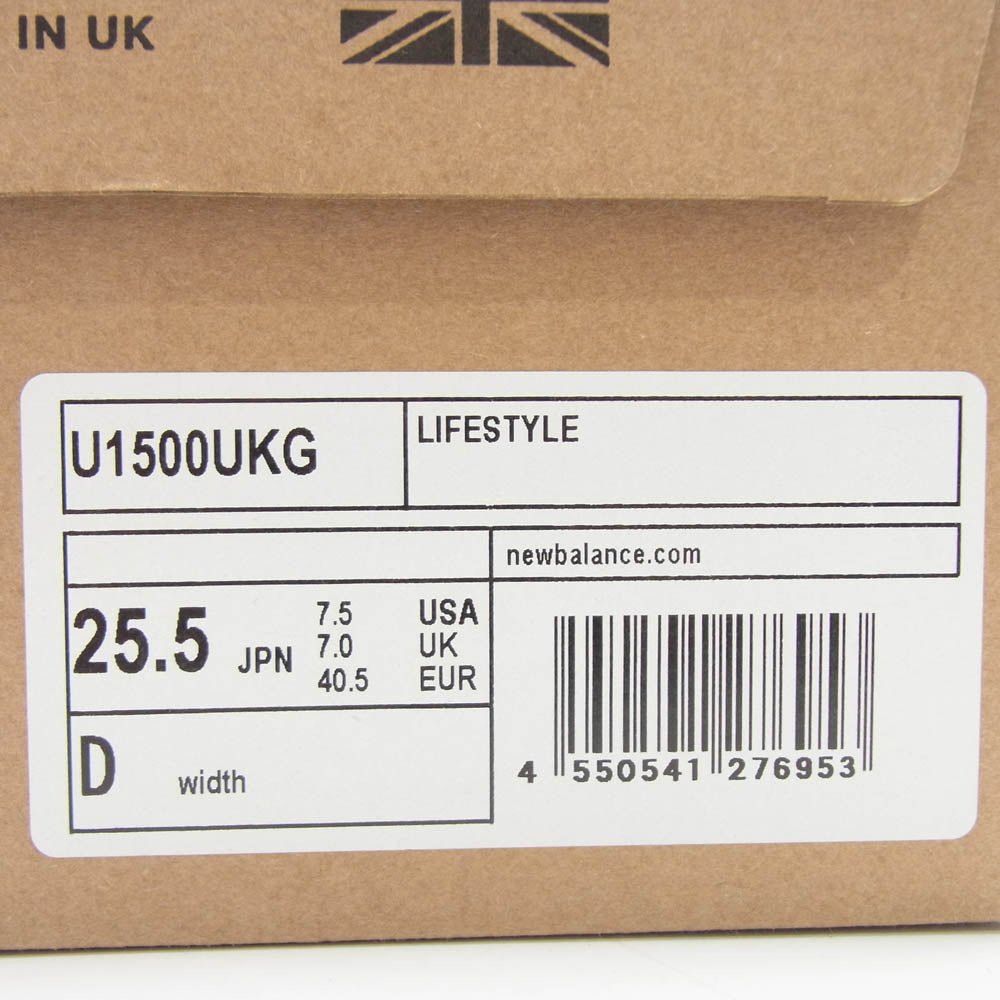 IN UK
U1500UKG
LIFESTYLE
newbalance.com
25.5 JPN
7.5 USA
7.0 UK
40.5 EUR
D width
4 550541 276953